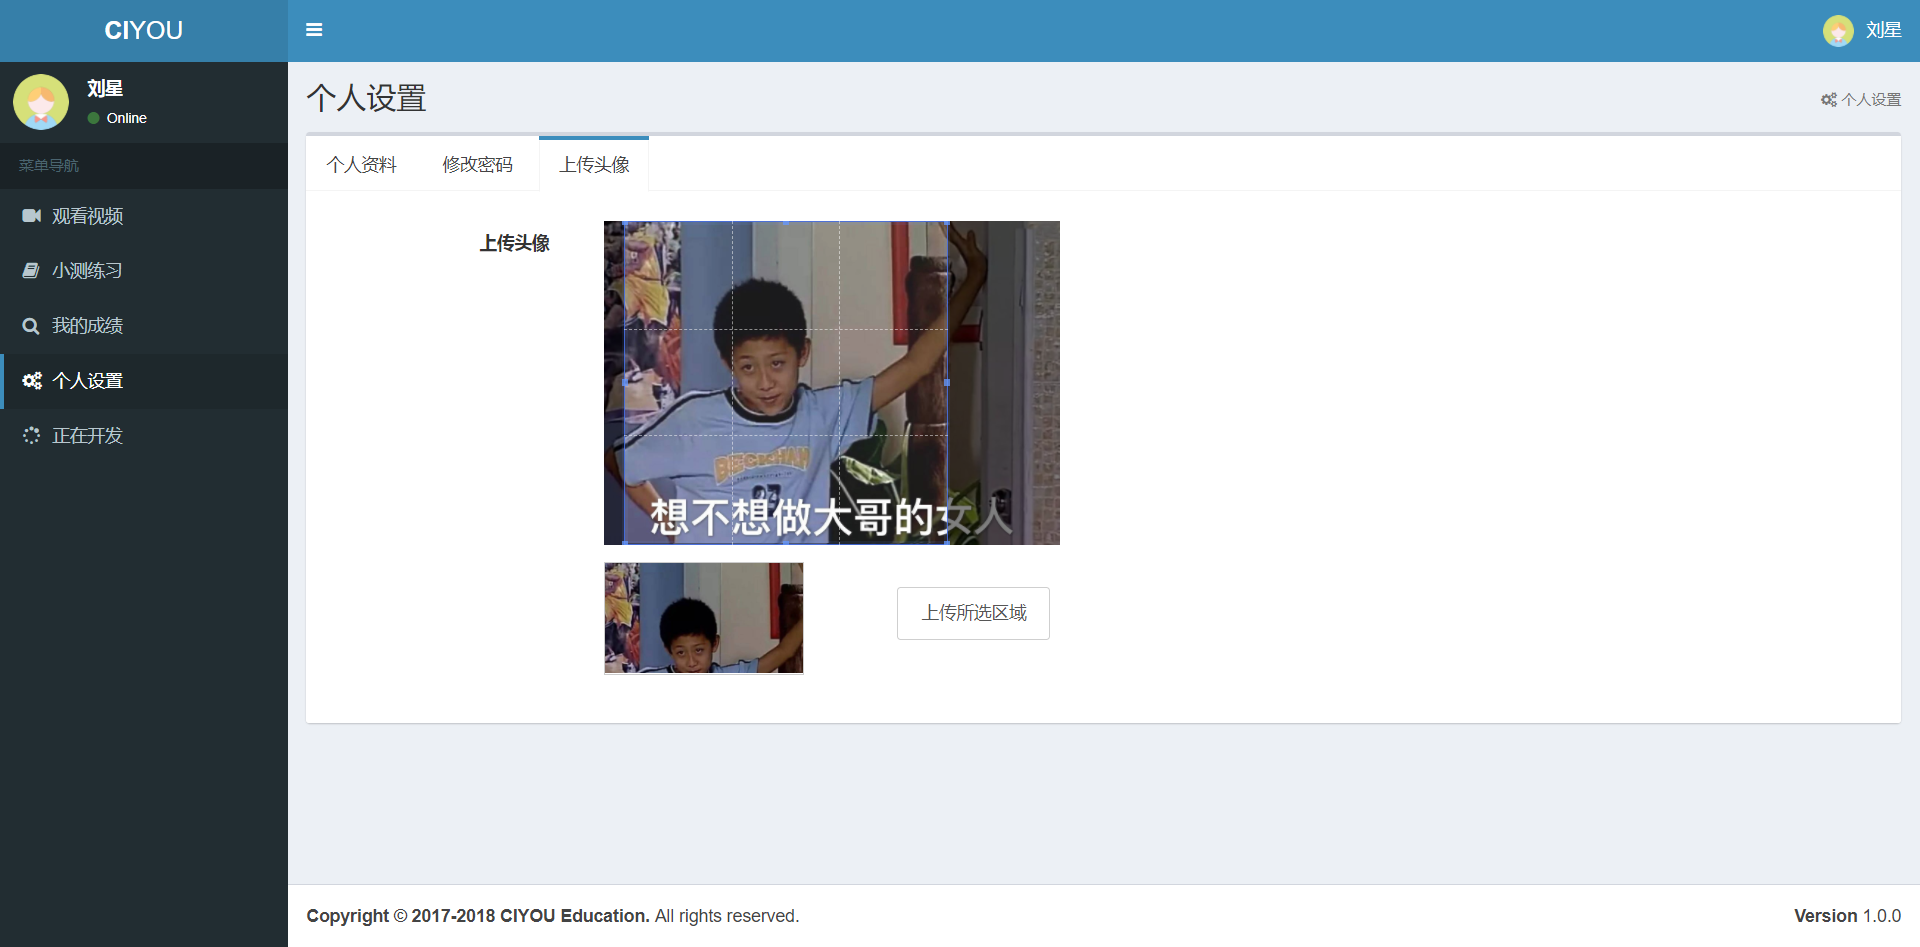 CIYOU
刘星
刘星
Online
菜单导航
观看视频
小测练习
我的成绩
个人设置
正在开发
个人设置
个人设置
个人资料
修改密码
上传头像
上传头像
BECKHAM
想不想做大哥的女人
上传所选区域
Copyright © 2017-2018 CIYOU Education. All rights reserved.
Version 1.0.0